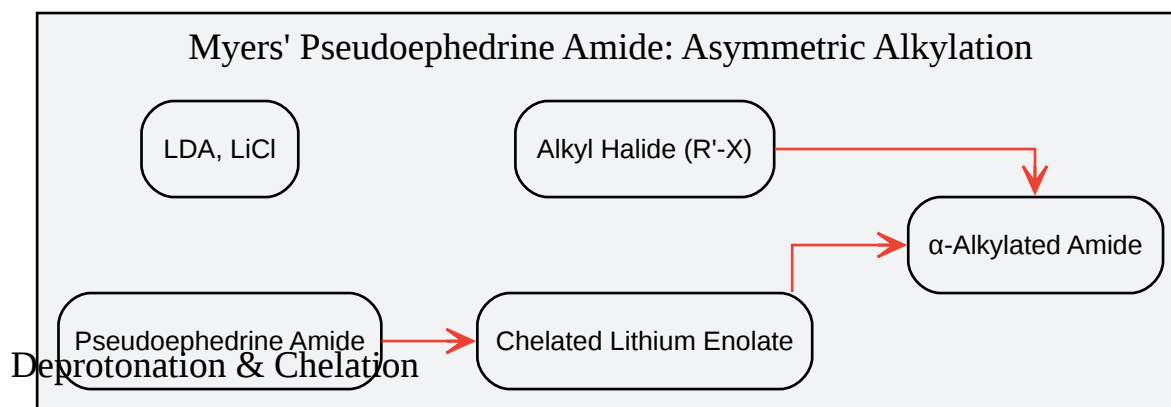 Myers' Pseudoephedrine Amide: Asymmetric Alkylation
LDA, LiCl
Alkyl Halide (R'-X)
α-Alkylated Amide
Pseudoephedrine Amide
Chelated Lithium Enolate
Deprotonation & Chelation